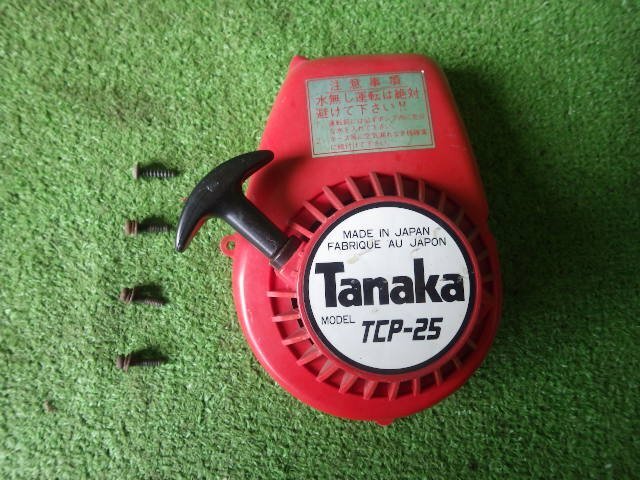 注意事項
水無し運転は絶対
避けて下さい!!
MADE IN JAPAN
FABRIQUE AU JAPON
Tanaka
MODEL TCP-25